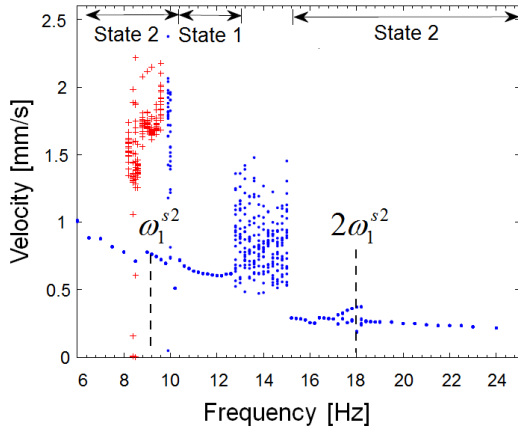 2.6
State 2
State 1
State 2
2
1.5
1
0.5
0
Velocity [mm/s]
ω₁ˢ²
2ω₁ˢ²
6 8 10 12 14 16 18 20 22 24
Frequency [Hz]